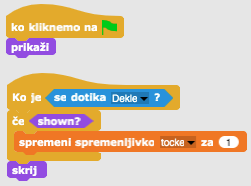 ko kliknemo na
prikaži
Ko je se dotika Dekle ?
če shown?
spremeni spremenljivko tocke za 1
skrij